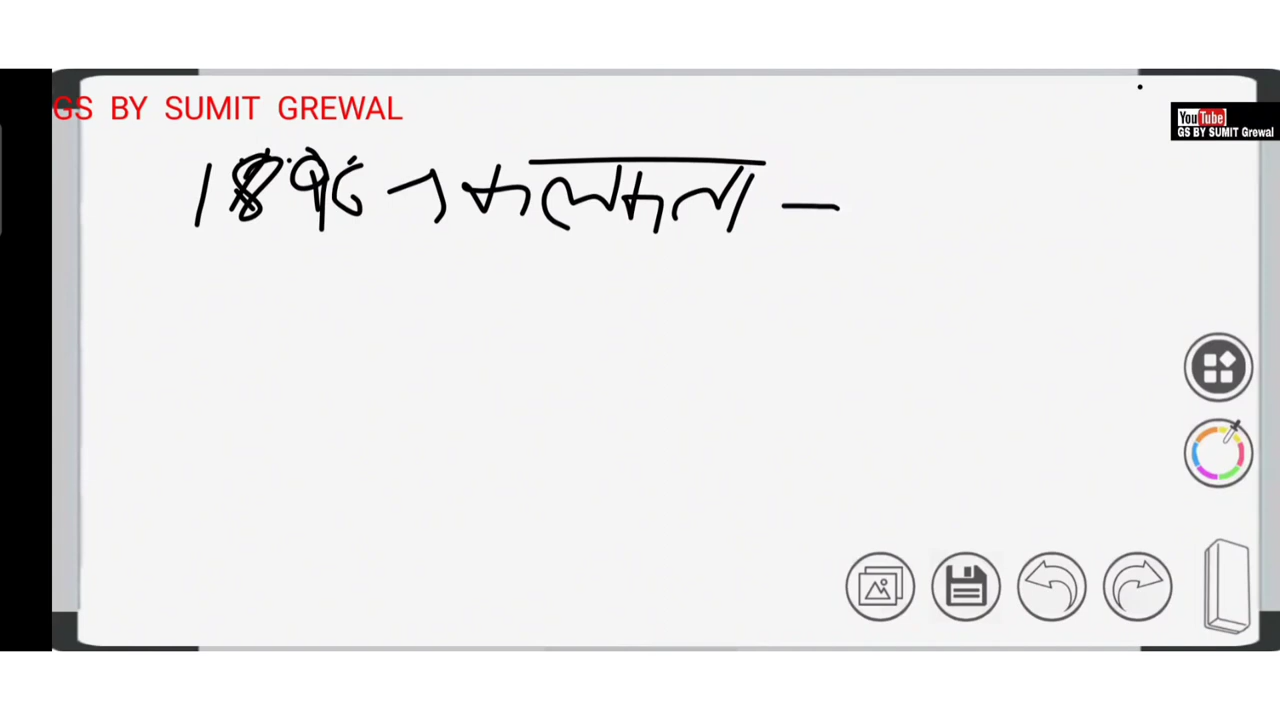 GS BY SUMIT GREWAL
YouTube
GS BY SUMIT Grewal
1896 → कलकत्ता —